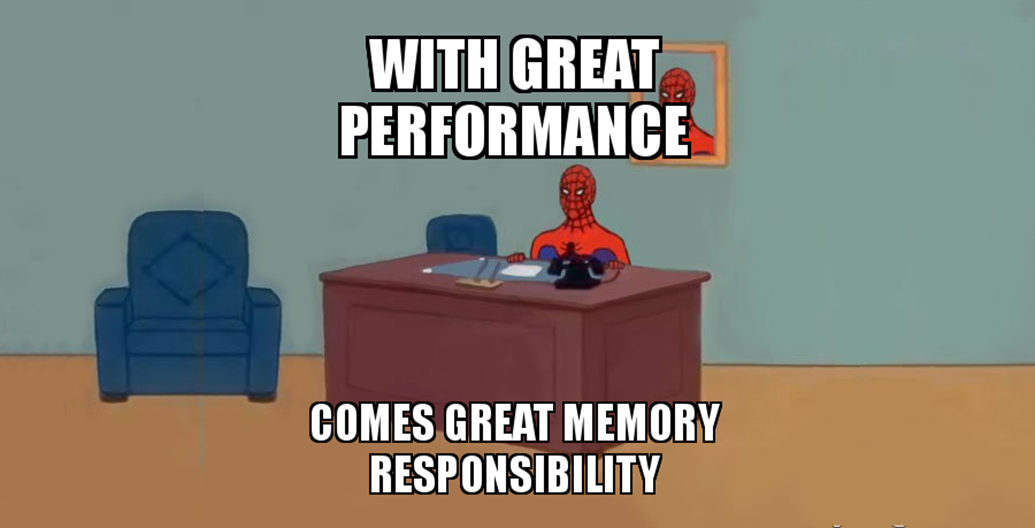 WITH GREAT
PERFORMANCE
COMES GREAT MEMORY
RESPONSIBILITY